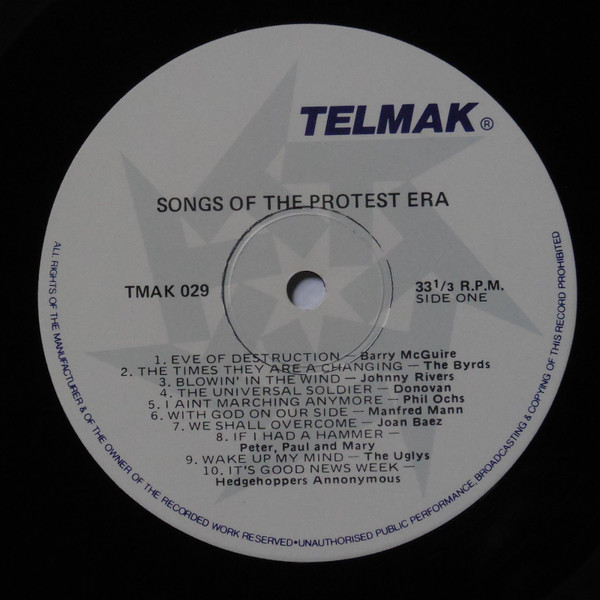 TELMAK®
SONGS OF THE PROTEST ERA
TMAK 029
33 1/3 R.P.M.
SIDE ONE
1. EVE OF DESTRUCTION — Barry McGuire
2. THE TIMES THEY ARE A CHANGING — The Byrds
3. BLOWIN' IN THE WIND — Johnny Rivers
4. THE UNIVERSAL SOLDIER — Donovan
5. I AINT MARCHING ANYMORE — Phil Ochs
6. WITH GOD ON OUR SIDE — Manfred Mann
7. WE SHALL OVERCOME — Joan Baez
8. IF I HAD A HAMMER —
Peter, Paul and Mary
9. WAKE UP MY MIND — The Uglys
10. IT'S GOOD NEWS WEEK —
Hedgehoppers Annonymous
ALL RIGHTS OF THE MANUFACTURER & OF THE OWNER OF THE RECORDED WORK RESERVED•UNAUTHORISED PUBLIC PERFORMANCE, BROADCASTING & COPYING OF THIS RECORD PROHIBITED